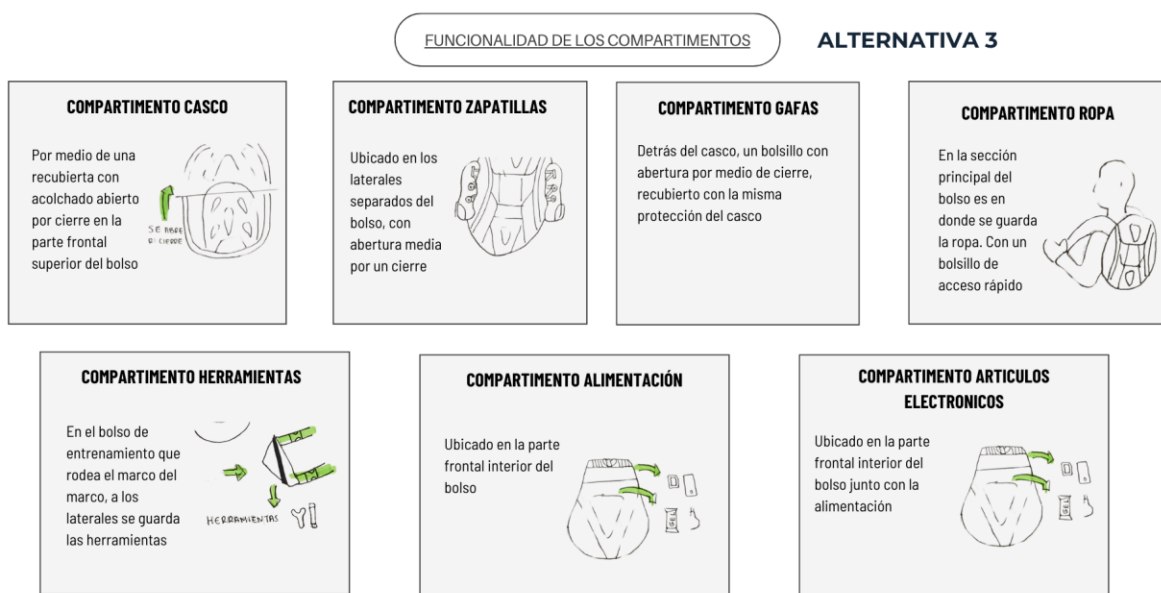 FUNCIONALIDAD DE LOS COMPARTIMENTOS
ALTERNATIVA 3
COMPARTIMENTO CASCO
Por medio de una
recubierta con
acolchado abierto
por cierre en la
parte frontal
superior del bolso
SE ABRE
DI CIERRE
COMPARTIMENTO ZAPATILLAS
Ubicado en los
laterales
separados del
bolso, con
abertura media
por un cierre
COMPARTIMENTO GAFAS
Detrás del casco, un bolsillo con
abertura por medio de cierre,
recubierto con la misma
protección del casco
COMPARTIMENTO ROPA
En la sección
principal del
bolso es en
donde se guarda
la ropa. Con un
bolsillo de
acceso rápido
COMPARTIMENTO HERRAMIENTAS
En el bolso de
entrenamiento que
rodea el marco del
marco, a los
laterales se guarda
las herramientas
HERRAMIENTAS
COMPARTIMENTO ALIMENTACIÓN
Ubicado en la parte
frontal interior del
bolso
GEL
COMPARTIMENTO ARTICULOS
ELECTRONICOS
Ubicado en la parte
frontal interior del
bolso junto con la
alimentación
GEL